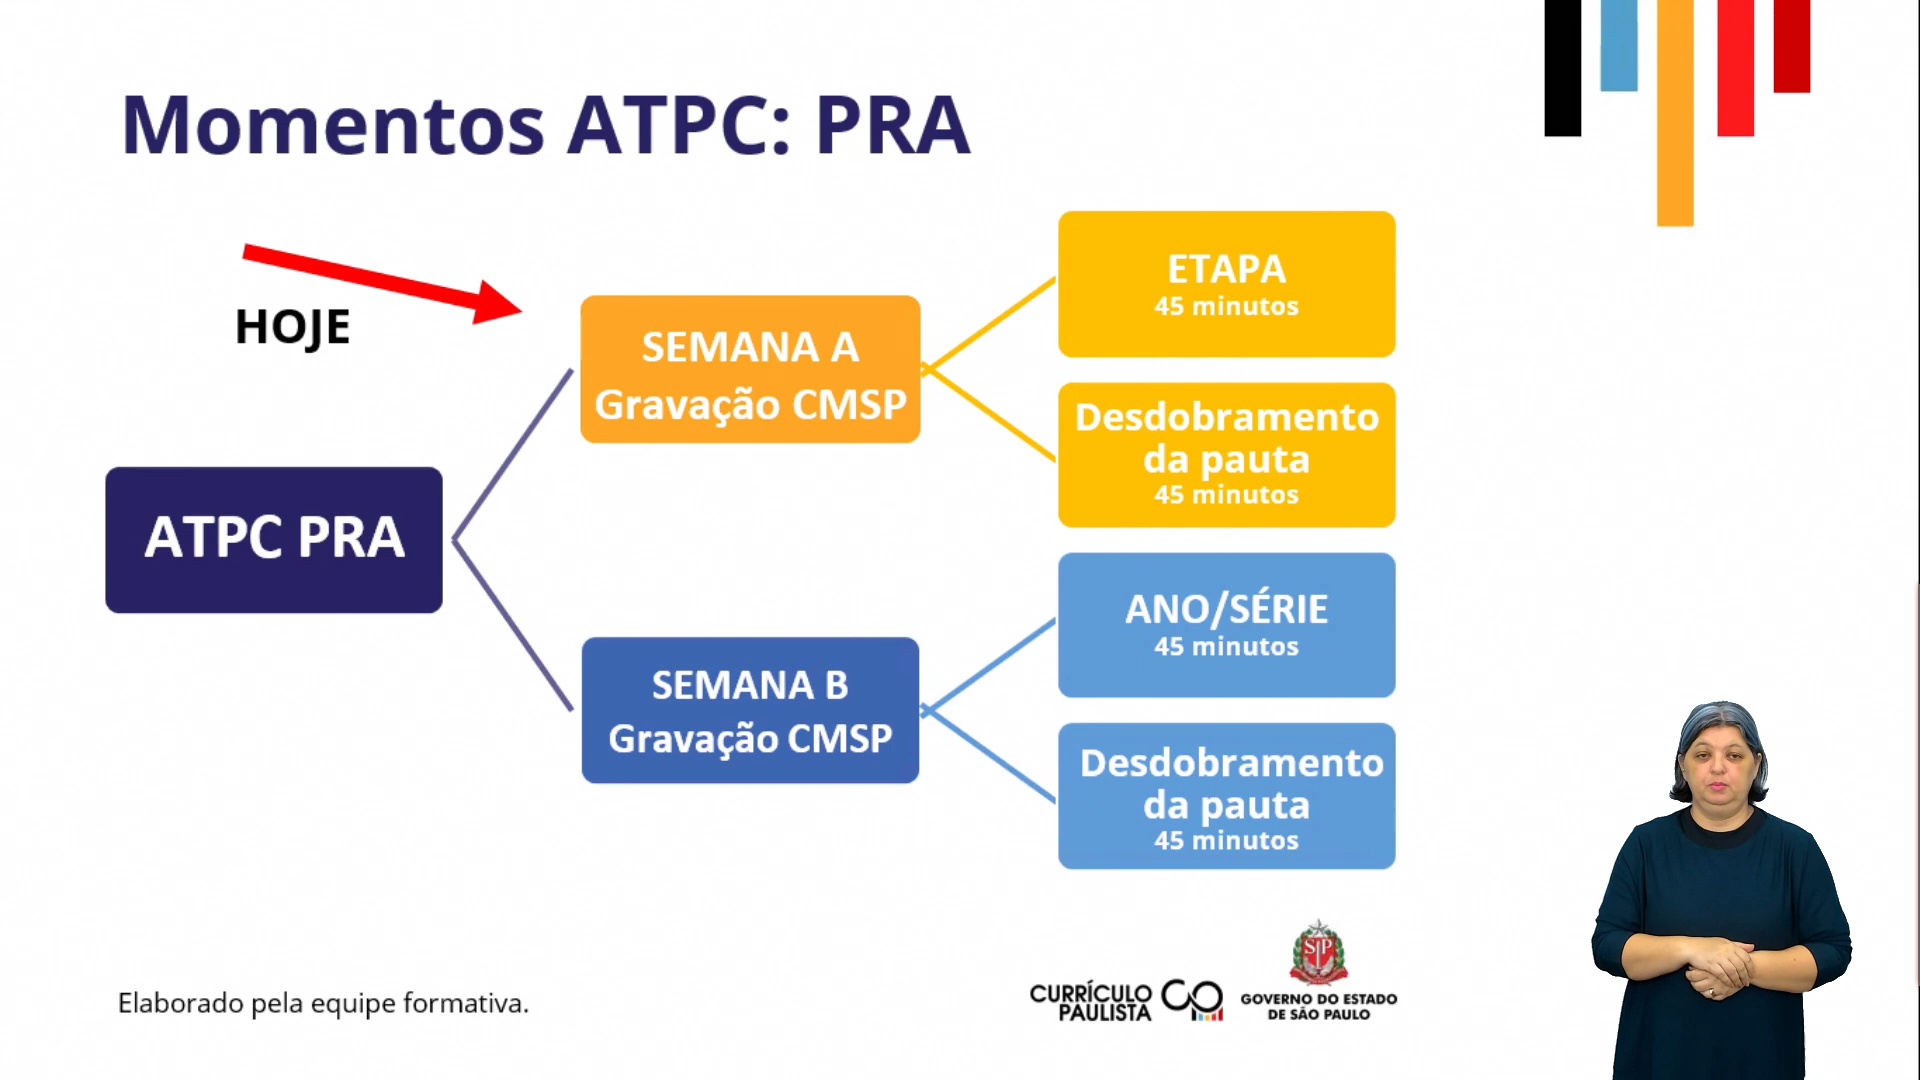 Momentos ATPC: PRA
HOJE
ATPC PRA
SEMANA A
Gravação CMSP
ETAPA
45 minutos
Desdobramento
da pauta
45 minutos
SEMANA B
Gravação CMSP
ANO/SÉRIE
45 minutos
Desdobramento
da pauta
45 minutos
Elaborado pela equipe formativa.
CURRÍCULO
PAULISTA
SP
GOVERNO DO ESTADO
DE SÃO PAULO